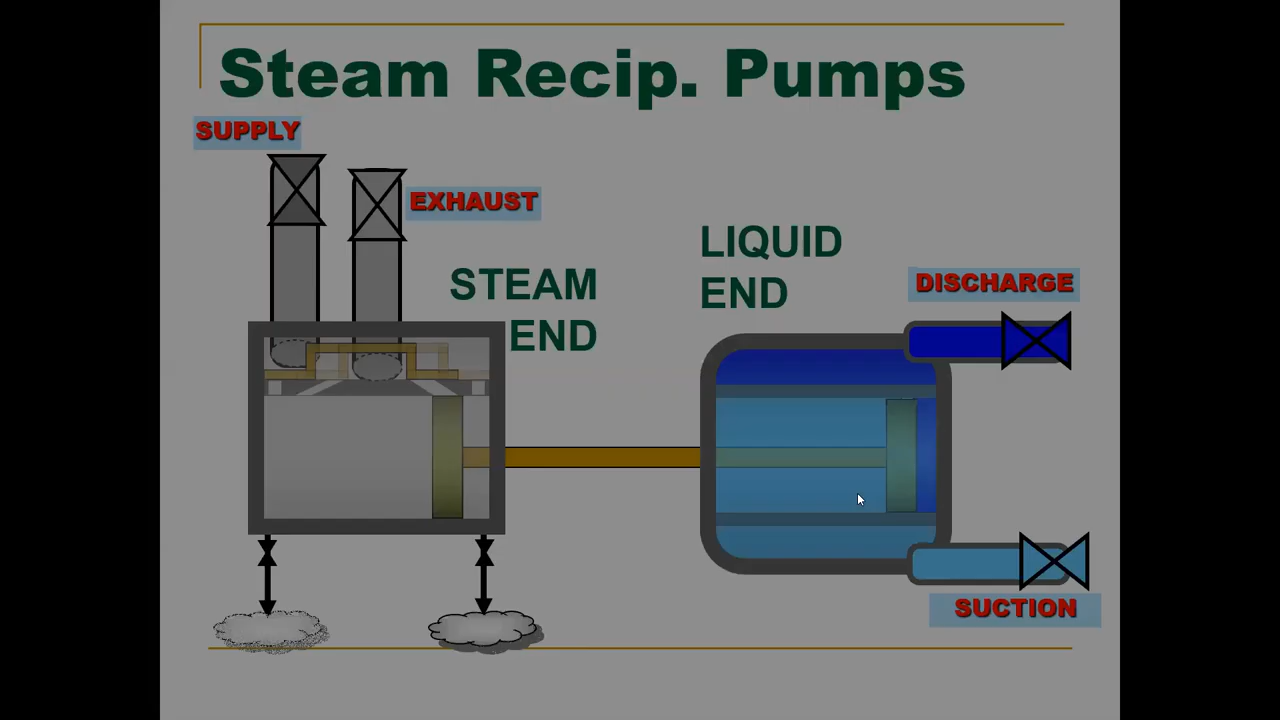 Steam Recip. Pumps
SUPPLY
EXHAUST
STEAM
END
LIQUID
END
DISCHARGE
SUCTION